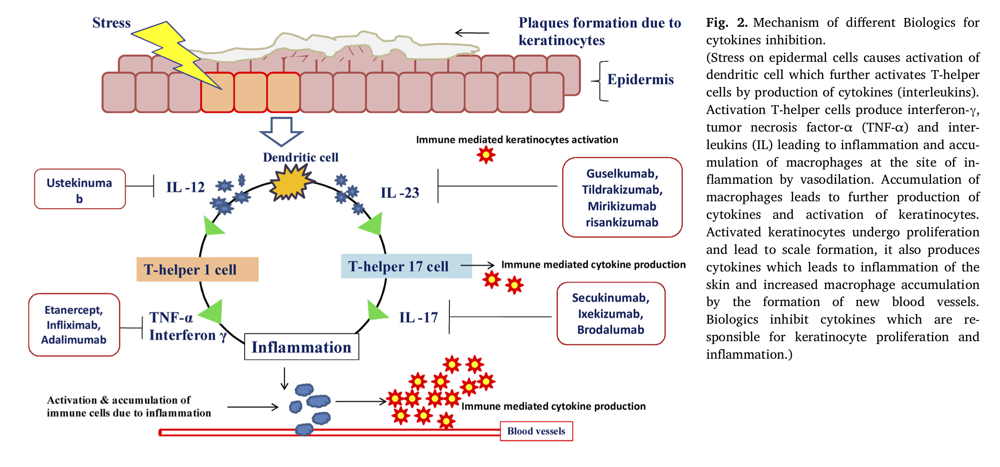 Stress
Plaques formation due to
keratinocytes
Epidermis
Immune mediated keratinocytes activation
Dendritic cell
Ustekinuma
b
IL -12
IL -23
Guselkumab,
Tildrakizumab,
Mirikizumab
risankizumab
T-helper 1 cell
T-helper 17 cell
Immune mediated cytokine production
Etanercept,
Infliximab,
Adalimumab
TNF-α
Interferon γ
IL -17
Secukinumab,
Ixekizumab,
Brodalumab
Inflammation
Activation & accumulation of
immune cells due to inflammation
Immune mediated cytokine production
Blood vessels
Fig. 2. Mechanism of different Biologics for
cytokines inhibition.
(Stress on epidermal cells causes activation of
dendritic cell which further activates T-helper
cells by production of cytokines (interleukins).
Activation T-helper cells produce interferon-γ,
tumor necrosis factor-α (TNF-α) and inter-
leukins (IL) leading to inflammation and accu-
mulation of macrophages at the site of in-
flammation by vasodilation. Accumulation of
macrophages leads to further production of
cytokines and activation of keratinocytes.
Activated keratinocytes undergo proliferation
and lead to scale formation, it also produces
cytokines which leads to inflammation of the
skin and increased macrophage accumulation
by the formation of new blood vessels.
Biologics inhibit cytokines which are re-
sponsible for keratinocyte proliferation and
inflammation.)